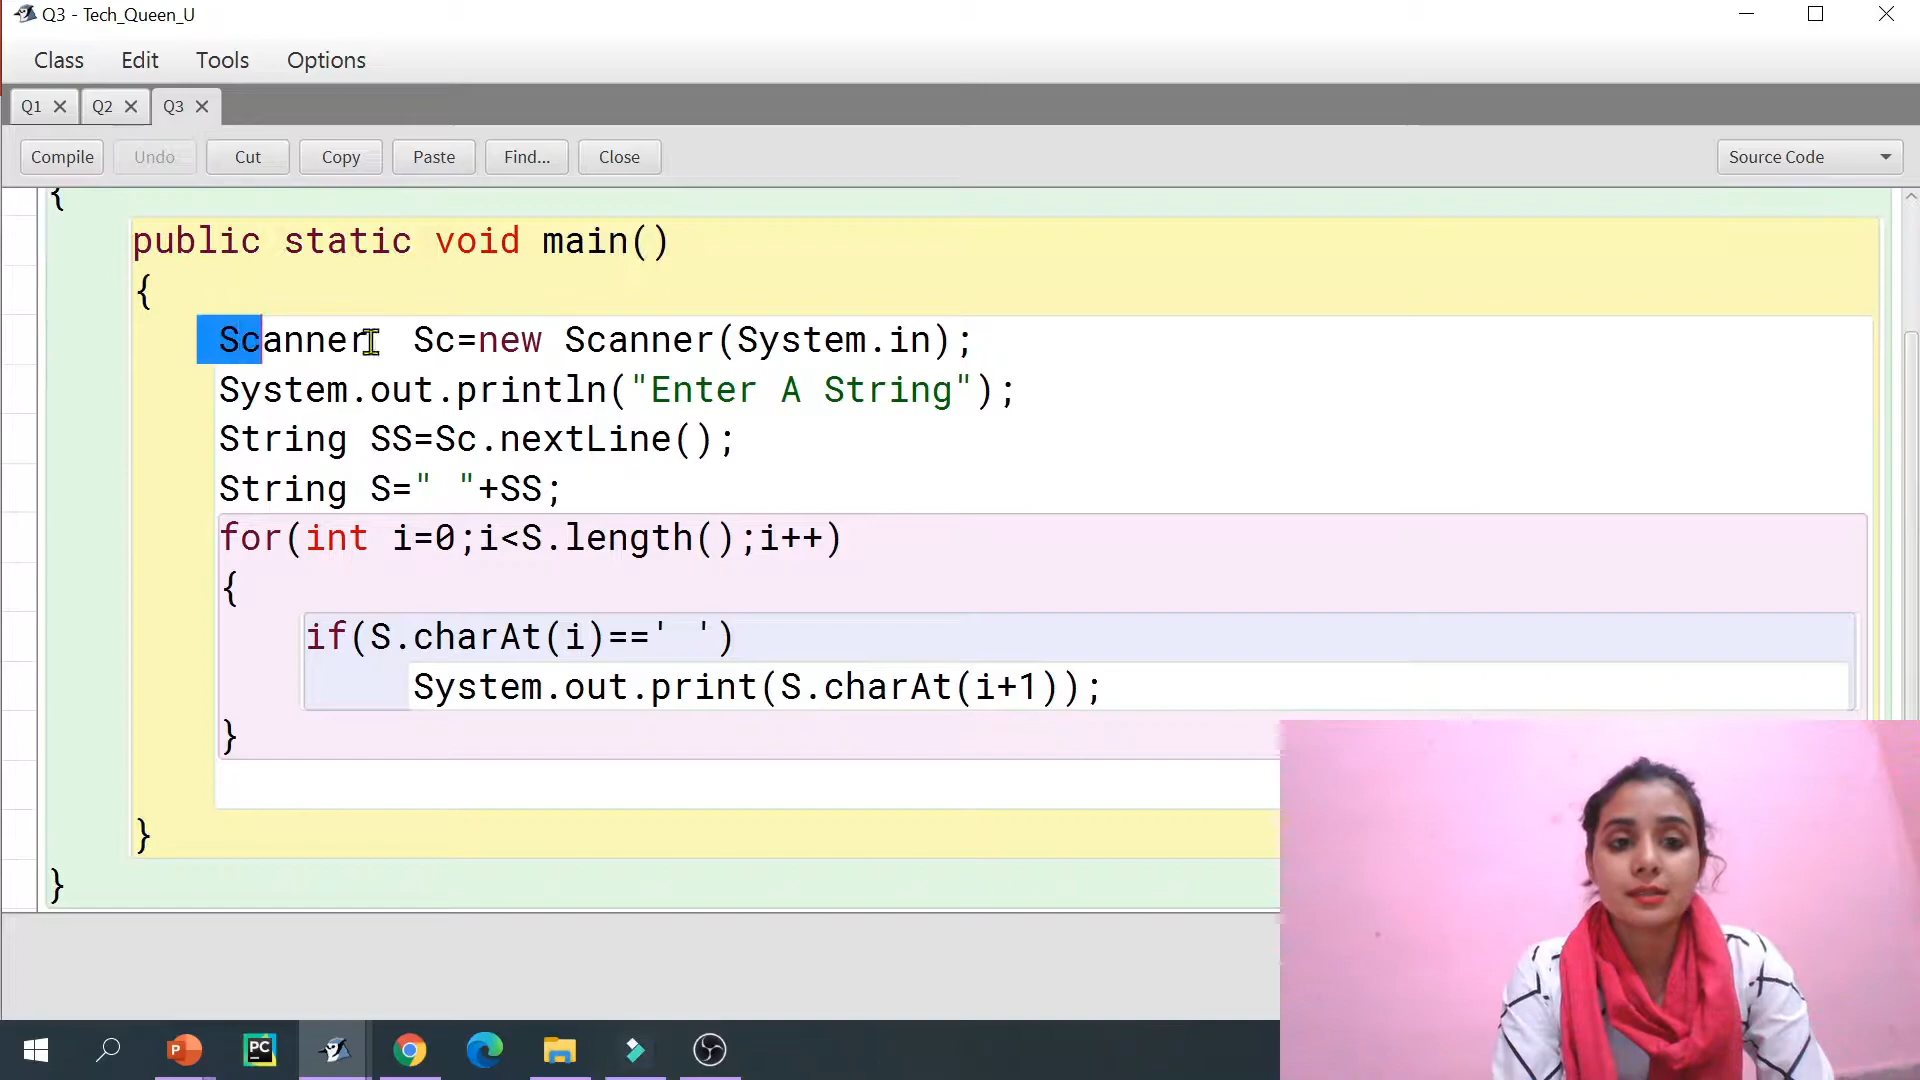 Q3 - Tech_Queen_U
Class Edit Tools Options
Q1 Q2 Q3
Compile Undo Cut Copy Paste Find... Close Source Code
{
public static void main()
{
Scanner Sc=new Scanner(System.in);
System.out.println("Enter A String");
String SS=Sc.nextLine();
String S=" "+SS;
for(int i=0;i<S.length();i++)
{
if(S.charAt(i)==' ')
System.out.print(S.charAt(i+1));
}
}
}
P PC